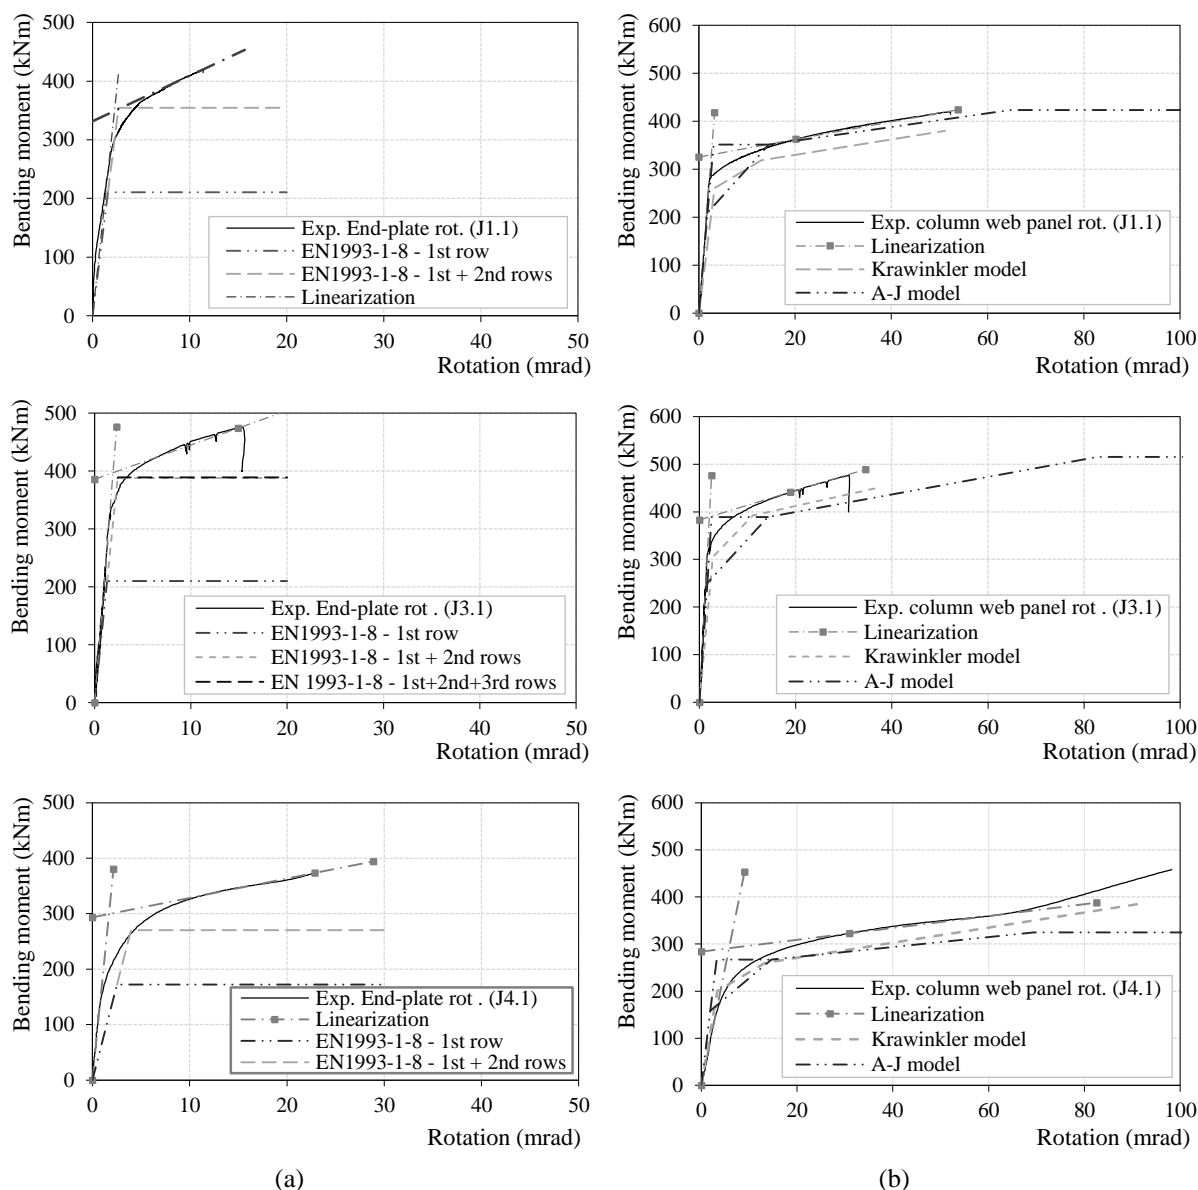 Bending moment (kNm)
500
400
300
200
100
0
0 10 20 30 40 50
Rotation (mrad)
Exp. End-plate rot. (J1.1)
EN1993-1-8 - 1st row
EN1993-1-8 - 1st + 2nd rows
Linearization
Bending moment (kNm)
600
500
400
300
200
100
0
0 20 40 60 80 100
Rotation (mrad)
Exp. column web panel rot. (J1.1)
Linearization
Krawinkler model
A-J model
Bending moment (kNm)
500
400
300
200
100
0
0 10 20 30 40 50
Rotation (mrad)
Exp. End-plate rot . (J3.1)
EN1993-1-8 - 1st row
EN1993-1-8 - 1st + 2nd rows
EN 1993-1-8 - 1st+2nd+3rd rows
Bending moment (kNm)
600
500
400
300
200
100
0
0 20 40 60 80 100
Rotation (mrad)
Exp. column web panel rot . (J3.1)
Linearization
Krawinkler model
A-J model
Bending moment (kNm)
500
400
300
200
100
0
0 10 20 30 40 50
Rotation (mrad)
Exp. End-plate rot . (J4.1)
Linearization
EN1993-1-8 - 1st row
EN1993-1-8 - 1st + 2nd rows
Bending moment (kNm)
600
500
400
300
200
100
0
0 20 40 60 80 100
Rotation (mrad)
Exp. column web panel rot. (J4.1)
Linearization
Krawinkler model
A-J model
(a) (b)